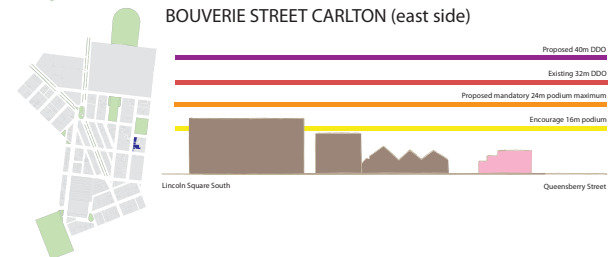 BOUVERIE STREET CARLTON (east side)
Proposed 40m DDO
Existing 32m DDO
Proposed mandatory 24m podium maximum
Encourage 16m podium
Lincoln Square South
Queensberry Street